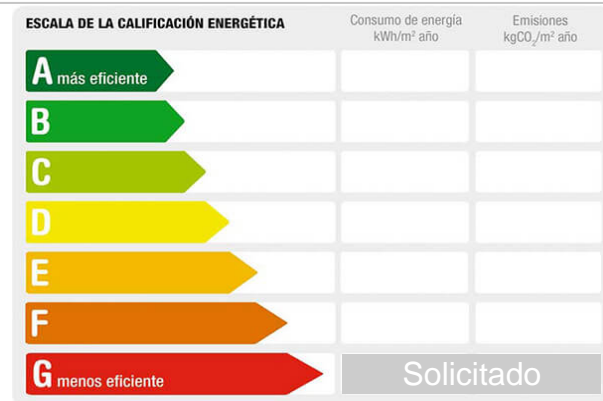 ESCALA DE LA CALIFICACIÓN ENERGÉTICA
Consumo de energía
kWh/m² año
Emisiones
kgCO₂/m² año
A más eficiente
B
C
D
E
F
G menos eficiente
Solicitado